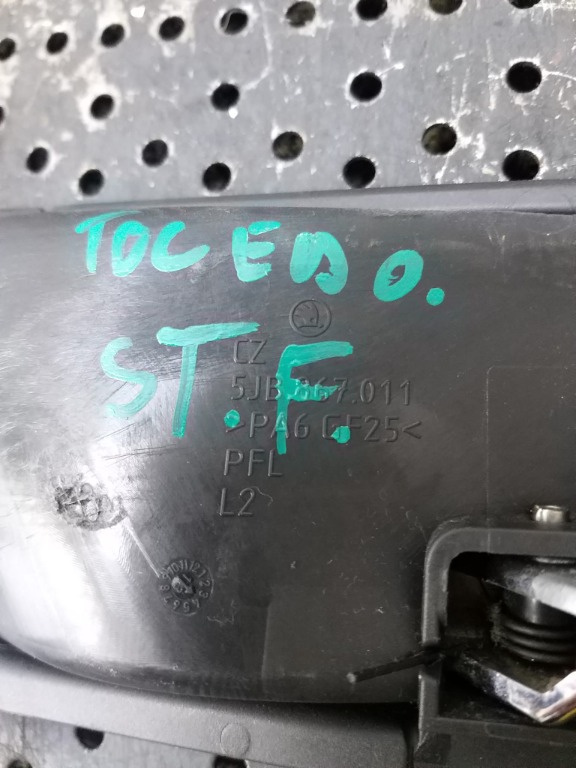 TOCEDO.
ST.F.
CZ
5JB 867.011
>PA6 GF25<
PFL
L2